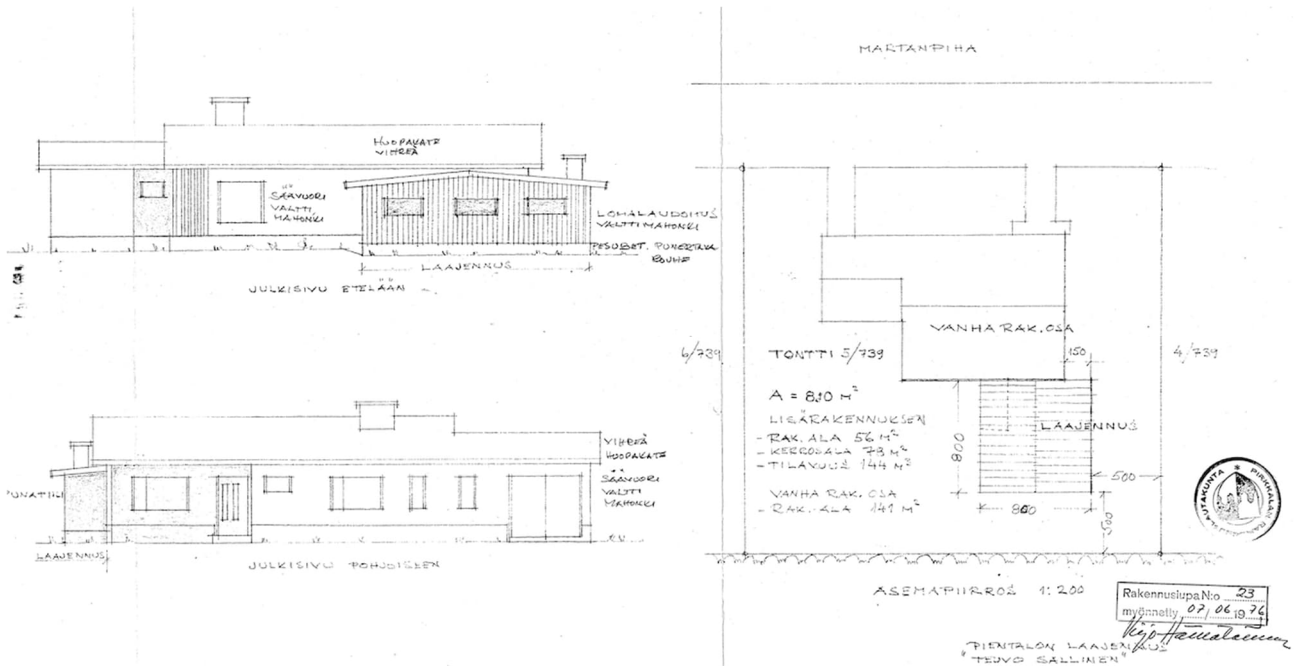 HUOPAKATE
VIHREÄ
SÄÄVUORI
VALTTI
MAHONKI
LOMALAUDOITUS
VALTTI MAHONKI
PESUBET. PUNERTAVA
ROUHE
LAAJENNUS
JULKISIVU ETELÄÄN
VIHREÄ
HUOPAKATE
SÄÄVUORI
VALTTI
MAHONKI
PUNATIILI
LAAJENNUS
JULKISIVU POHJOISEEN
MARTANPIHA
VANHA RAK. OSA
6/739
TONTTI 5/739
150
4/739
A = 810 M²
LISÄRAKENNUKSEN
- RAK. ALA 56 M²
- KERROSALA 73 M²
- TILAVUUS 144 M³
VANHA RAK. OSA
- RAK. ALA 141 M²
LAAJENNUS
800
500
800
500
ASEMAPIIRROS 1:200
Rakennuslupa N:o 23
myönnetty 07/06 1976
PIENTALON LAAJENNUS
"TEUVO SALLINEN"